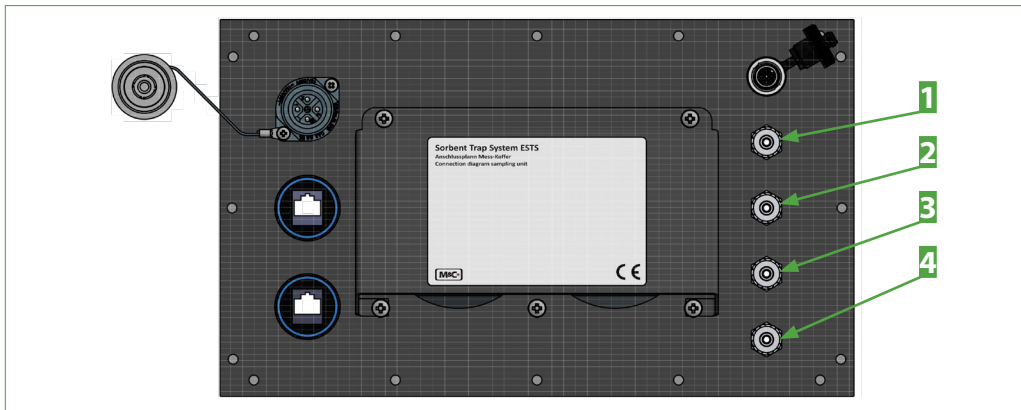 1
2
3
4
Sorbent Trap System ESTS
Anschlussplann Mess-Koffer
Connection diagram sampling unit
M&C
CE